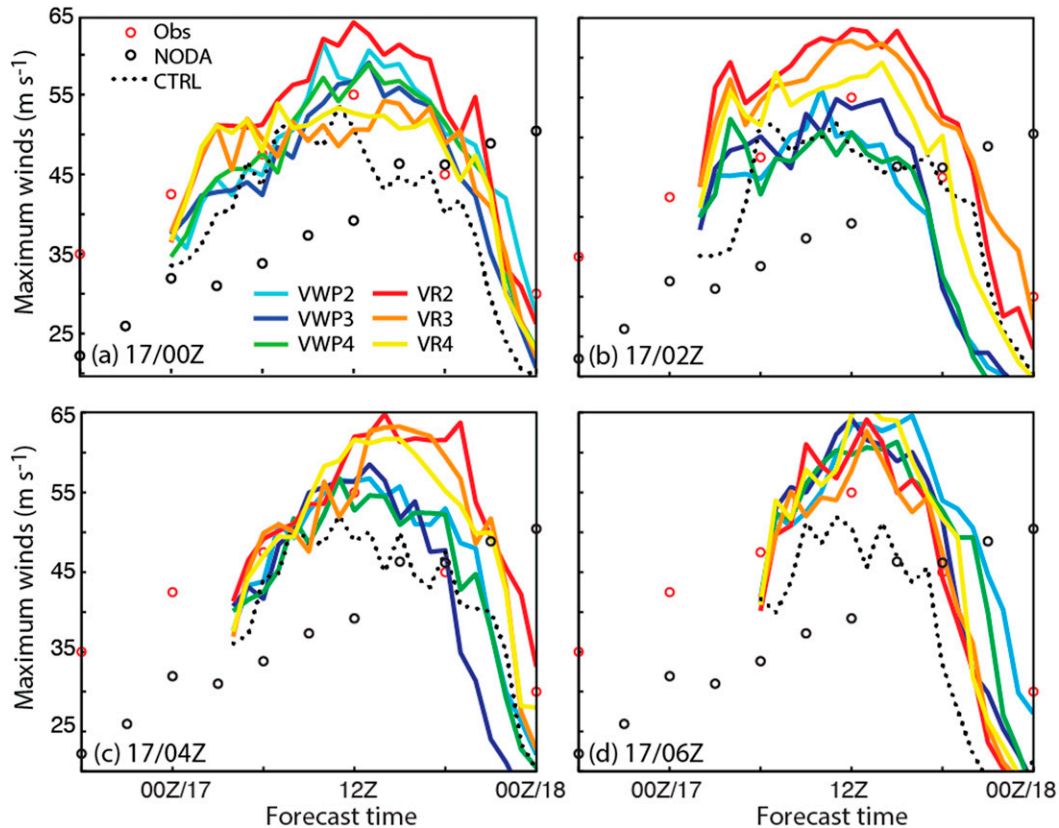 65
55
45
35
25
Maximum winds (m s⁻¹)
Obs
NODA
CTRL
VWP2
VWP3
VWP4
VR2
VR3
VR4
(a) 17/00Z
(b) 17/02Z
65
55
45
35
25
Maximum winds (m s⁻¹)
(c) 17/04Z
(d) 17/06Z
00Z/17
12Z
00Z/18
00Z/17
12Z
00Z/18
Forecast time
Forecast time